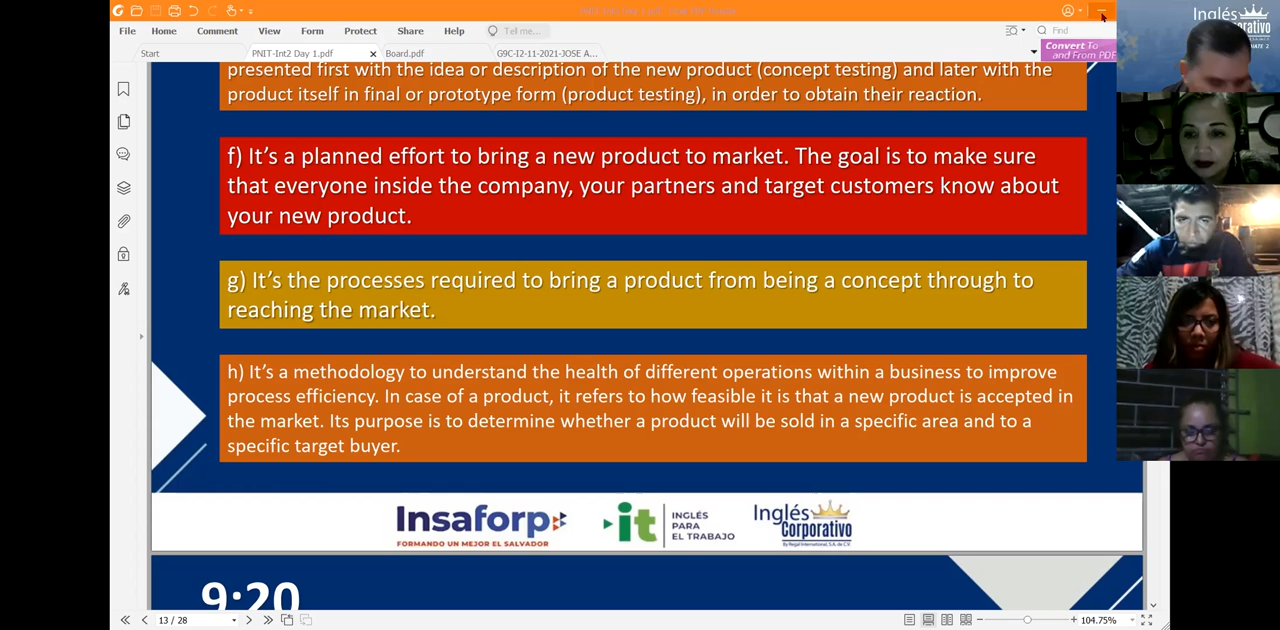 File Home Comment View Form Protect Share Help Tell me... Find
Start PNIT-Int2 Day 1.pdf Board.pdf G9C-I2-11-2021-JOSE A...
Convert To
and From PDF
Inglés
presented first with the idea or description of the new product (concept testing) and later with the
product itself in final or prototype form (product testing), in order to obtain their reaction.
f) It’s a planned effort to bring a new product to market. The goal is to make sure
that everyone inside the company, your partners and target customers know about
your new product.
g) It’s the processes required to bring a product from being a concept through to
reaching the market.
h) It’s a methodology to understand the health of different operations within a business to improve
process efficiency. In case of a product, it refers to how feasible it is that a new product is accepted in
the market. Its purpose is to determine whether a product will be sold in a specific area and to a
specific target buyer.
Insaforp
FORMANDO UN MEJOR EL SALVADOR
it
INGLÉS
PARA
EL TRABAJO
Inglés
Corporativo
By Regal International, S.A. de C.V.
9:20
13 / 28
104.75%